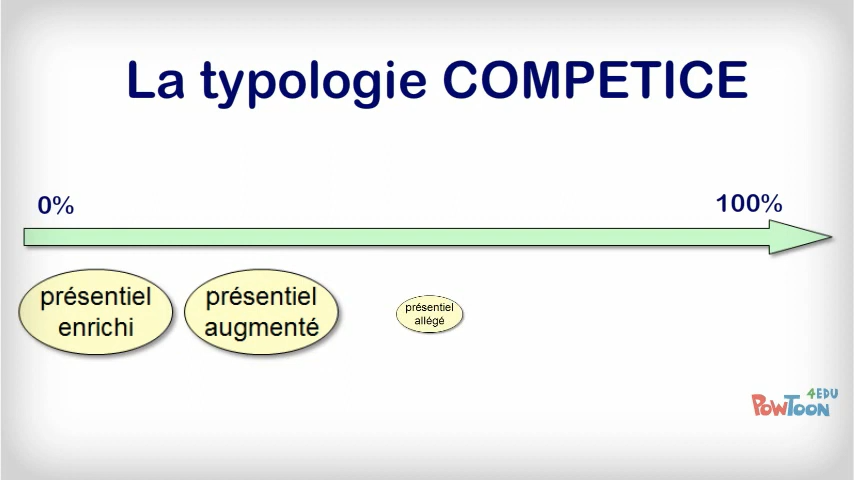 La typologie COMPETICE
0%
100%
présentiel
enrichi
présentiel
augmenté
présentiel
allégé
4EDU
POWTOON